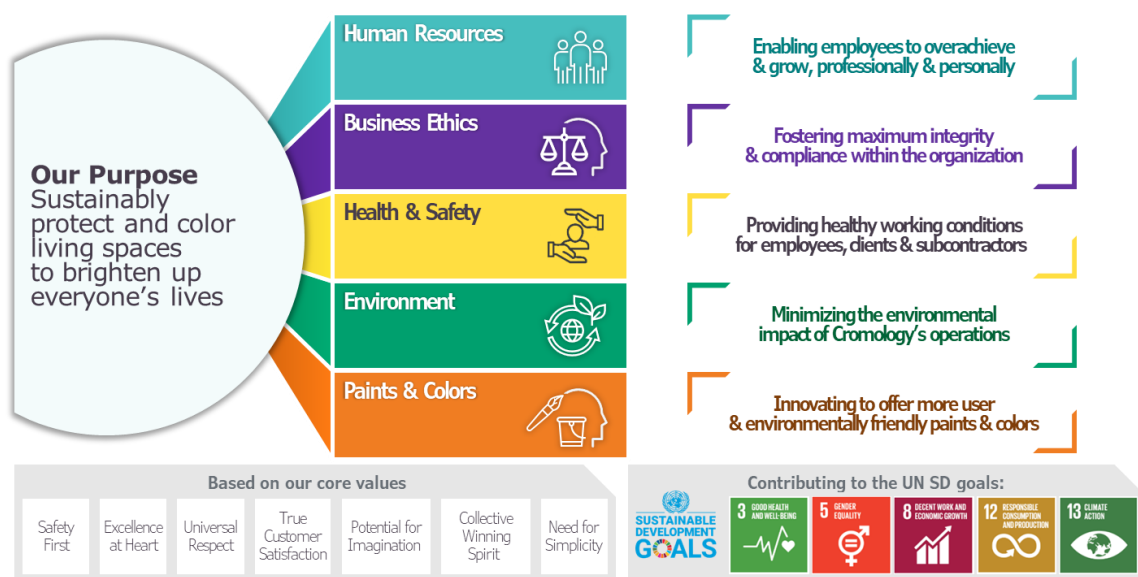 Our Purpose
Sustainably
protect and color
living spaces
to brighten up
everyone’s lives
Human Resources
Enabling employees to overachieve
& grow, professionally & personally
Business Ethics
Fostering maximum integrity
& compliance within the organization
Health & Safety
Providing healthy working conditions
for employees, clients & subcontractors
Environment
Minimizing the environmental
impact of Cromology’s operations
Paints & Colors
Innovating to offer more user
& environmentally friendly paints & colors
Based on our core values
Safety
First
Excellence
at Heart
Universal
Respect
True
Customer
Satisfaction
Potential for
Imagination
Collective
Winning
Spirit
Need for
Simplicity
Contributing to the UN SD goals:
SUSTAINABLE
DEVELOPMENT
GOALS
3 GOOD HEALTH
AND WELL-BEING
5 GENDER
EQUALITY
8 DECENT WORK AND
ECONOMIC GROWTH
12 RESPONSIBLE
CONSUMPTION
AND PRODUCTION
13 CLIMATE
ACTION